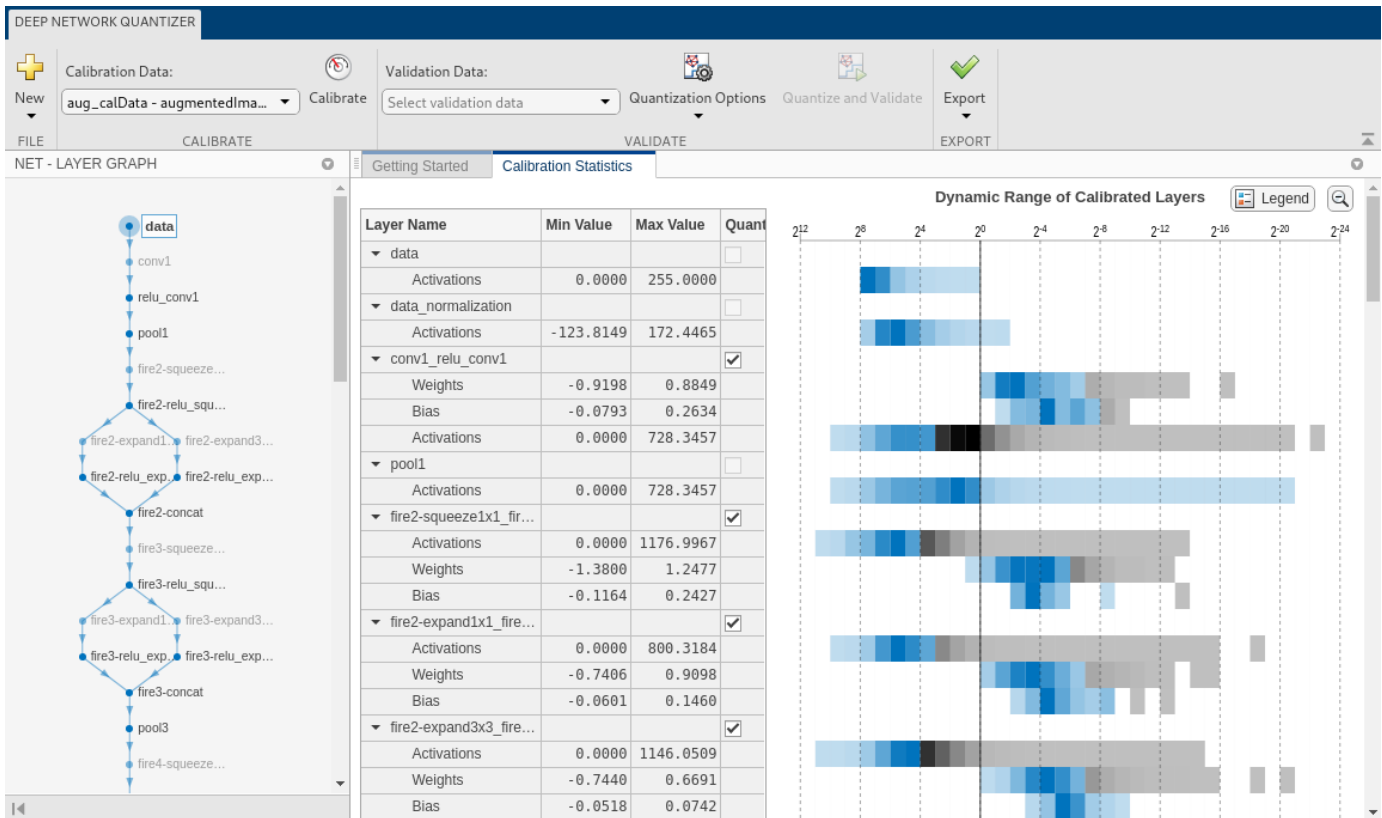 DEEP NETWORK QUANTIZER
New
Calibration Data:
aug_calData - augmentedIma...
Calibrate
Validation Data:
Select validation data
Quantization Options
Quantize and Validate
Export
FILE
CALIBRATE
VALIDATE
EXPORT
NET - LAYER GRAPH
data
conv1
relu_conv1
pool1
fire2-squeeze...
fire2-relu_squ...
fire2-expand1... fire2-expand3...
fire2-relu_exp... fire2-relu_exp...
fire2-concat
fire3-squeeze...
fire3-relu_squ...
fire3-expand1... fire3-expand3...
fire3-relu_exp... fire3-relu_exp...
fire3-concat
pool3
fire4-squeeze...
Getting Started Calibration Statistics
Layer Name Min Value Max Value Quant
data
Activations 0.0000 255.0000
data_normalization
Activations -123.8149 172.4465
conv1_relu_conv1
Weights -0.9198 0.8849
Bias -0.0793 0.2634
Activations 0.0000 728.3457
pool1
Activations 0.0000 728.3457
fire2-squeeze1x1_fir...
Activations 0.0000 1176.9967
Weights -1.3800 1.2477
Bias -0.1164 0.2427
fire2-expand1x1_fire...
Activations 0.0000 800.3184
Weights -0.7406 0.9098
Bias -0.0601 0.1460
fire2-expand3x3_fire...
Activations 0.0000 1146.0509
Weights -0.7440 0.6691
Bias -0.0518 0.0742
Dynamic Range of Calibrated Layers
Legend
2^12 2^8 2^4 2^0 2^-4 2^-8 2^-12 2^-16 2^-20 2^-24